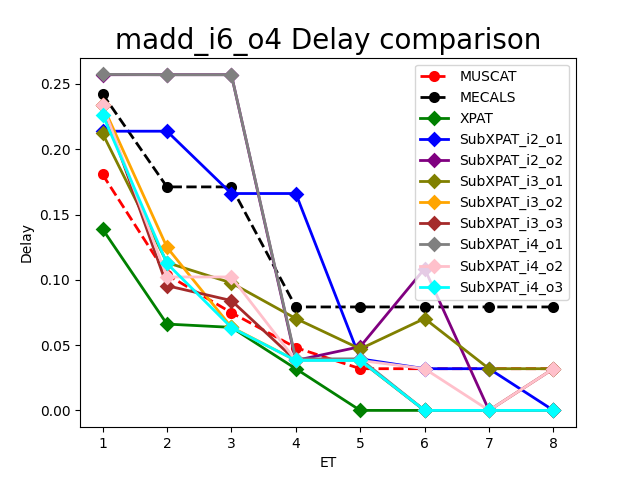 madd_i6_o4 Delay comparison
0.25
0.20
0.15
0.10
0.05
0.00
Delay
1 2 3 4 5 6 7 8
ET
MUSCAT
MECALS
XPAT
SubXPAT_i2_o1
SubXPAT_i2_o2
SubXPAT_i3_o1
SubXPAT_i3_o2
SubXPAT_i3_o3
SubXPAT_i4_o1
SubXPAT_i4_o2
SubXPAT_i4_o3